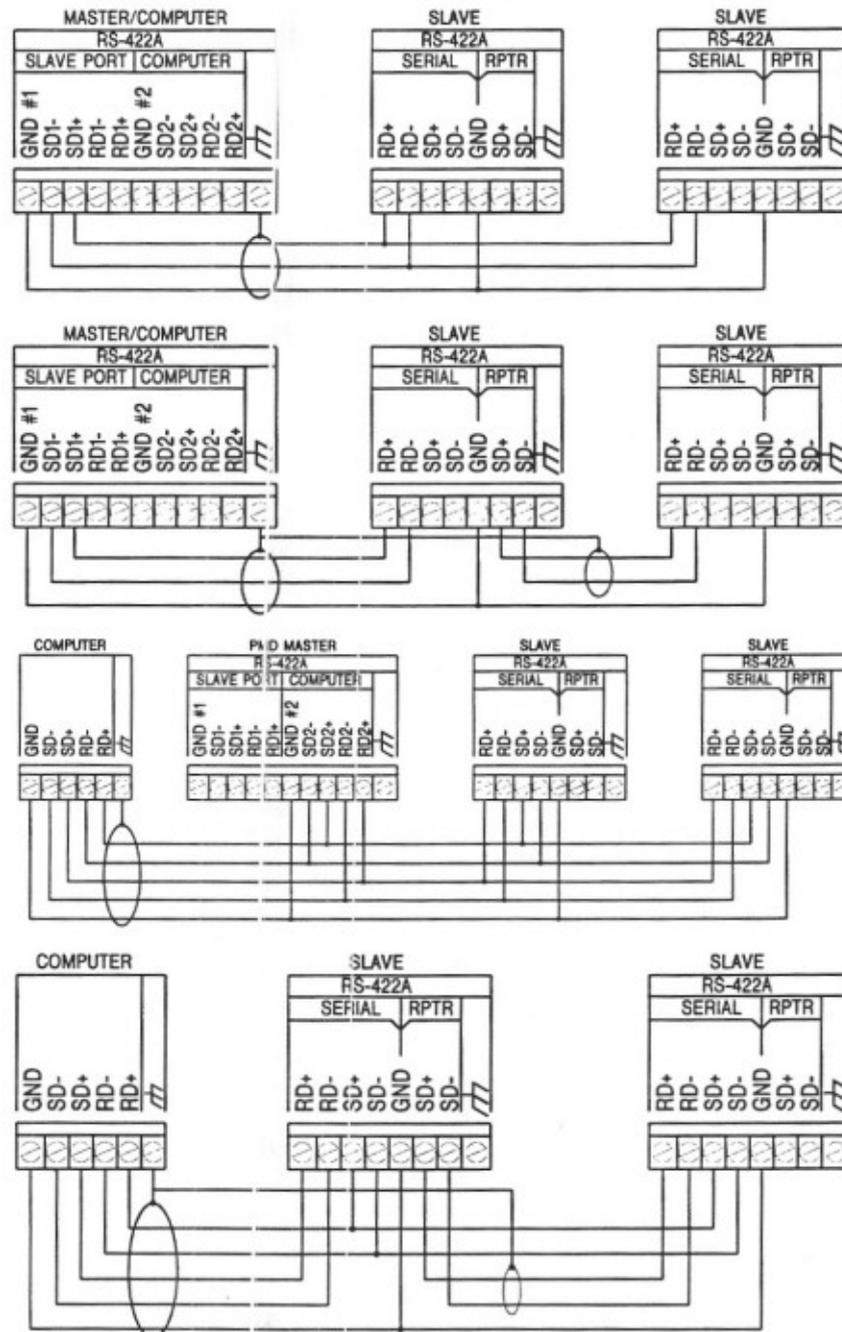 MASTER/COMPUTER SLAVE SLAVE
RS-422A RS-422A RS-422A
SLAVE PORT COMPUTER SERIAL RPTR SERIAL RPTR
GND #1 SD1- SD1+ RD1- RD1+ GND #2 SD2- SD2+ RD2- RD2+ RD+ RD- SD+ SD- GND SD+ SD- RD+ RD- SD+ SD- GND SD+ SD-
MASTER/COMPUTER SLAVE SLAVE
RS-422A RS-422A RS-422A
SLAVE PORT COMPUTER SERIAL RPTR SERIAL RPTR
GND #1 SD1- SD1+ RD1- RD1+ GND #2 SD2- SD2+ RD2- RD2+ RD+ RD- SD+ SD- GND SD+ SD- RD+ RD- SD+ SD- GND SD+ SD-
COMPUTER PMD MASTER SLAVE SLAVE
RS-422A RS-422A RS-422A
SLAVE PORT COMPUTER SERIAL RPTR SERIAL RPTR
GND SD- SD+ RD- RD+ GND #1 SD1- SD1+ RD1- RD1+ GND #2 SD2- SD2+ RD2- RD2+ RD+ RD- SD+ SD- GND SD+ SD- RD+ RD- SD+ SD- GND SD+ SD-
COMPUTER SLAVE SLAVE
RS-422A RS-422A
SERIAL RPTR SERIAL RPTR
GND SD- SD+ RD- RD+ RD+ RD- SD+ SD- GND SD+ SD- RD+ RD- SD+ SD- GND SD+ SD-